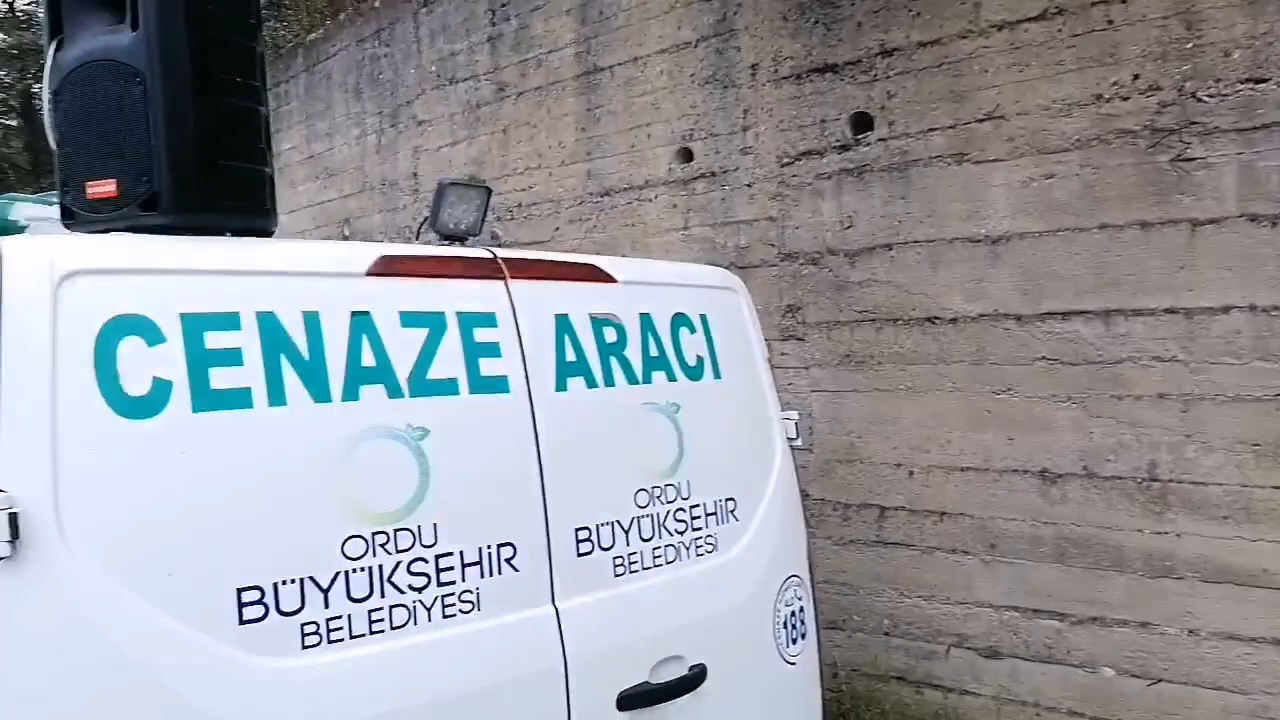 CENAZE ARACI
ORDU
BÜYÜKŞEHİR
BELEDİYESİ
ORDU
BÜYÜKŞEHİR
BELEDİYESİ
188